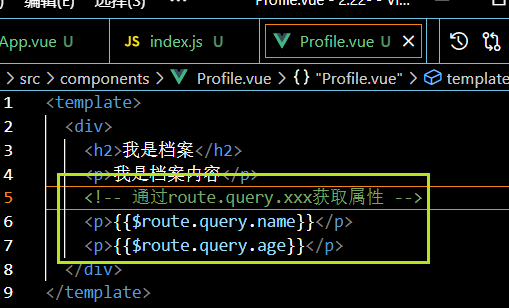 编辑(E) 选择(S) ··· Profile.vue - 2.22- - Vi
App.vue U JS index.js U Profile.vue U ×
> src > components > Profile.vue > {} "Profile.vue" > template
1 <template>
2 <div>
3 <h2>我是档案</h2>
4 <p>我是档案内容</p>
5 <!-- 通过route.query.xxx获取属性 -->
6 <p>{{$route.query.name}}</p>
7 <p>{{$route.query.age}}</p>
8 </div>
9 </template>